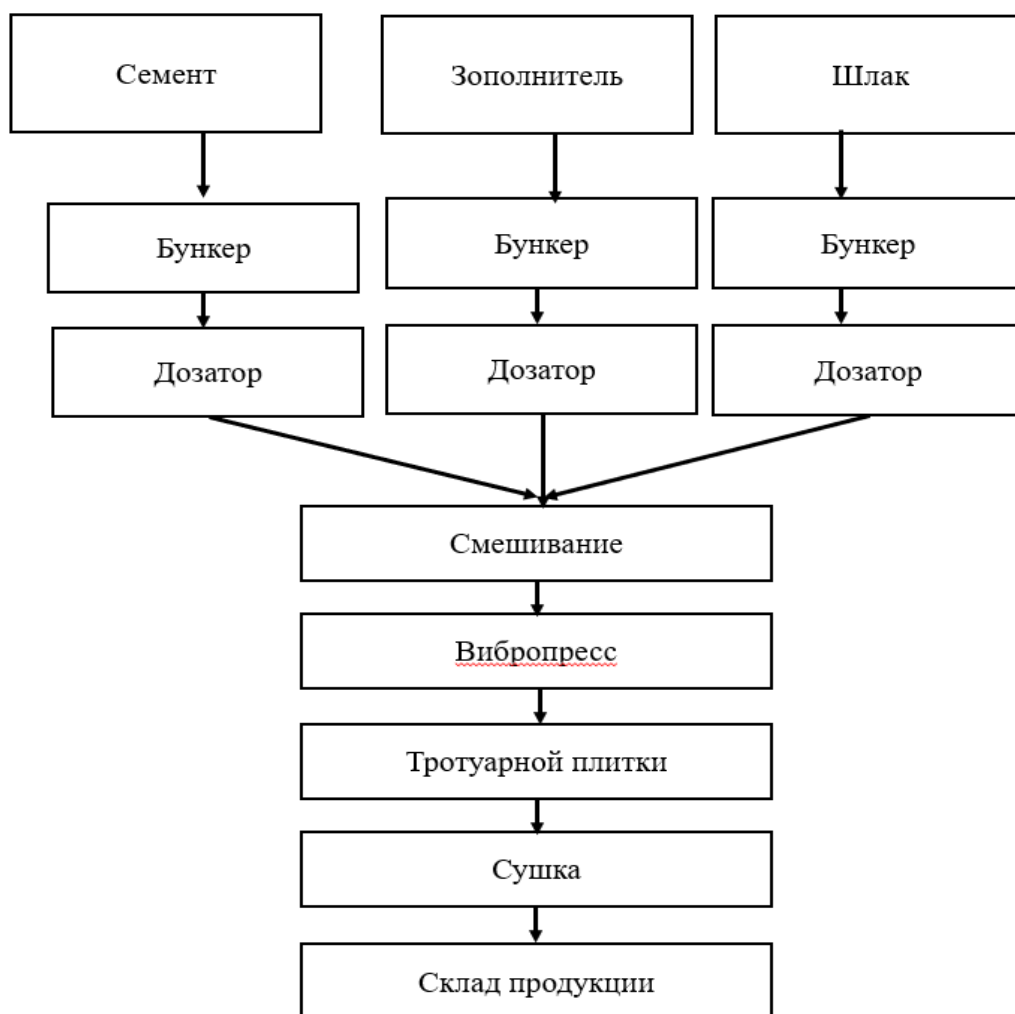 Семент
Зополнитель
Шлак
Бункер
Бункер
Бункер
Дозатор
Дозатор
Дозатор
Смешивание
Вибропресс
Тротуарной плитки
Сушка
Склад продукции